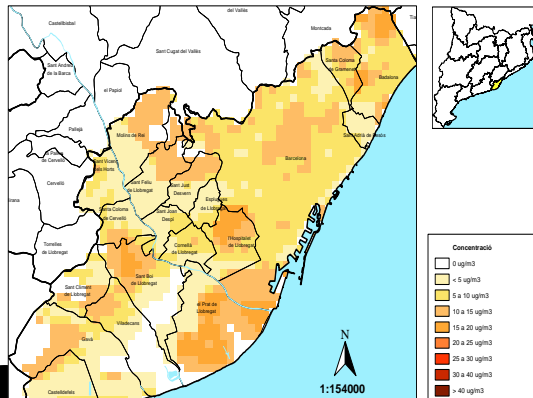 del Vallès
Castellbisbal
Montcada
Tia
Sant Cugat del Vallès
Santa Coloma
de Gramenet
Sant Andreu
de la Barca
Badalona
el Papiol
Pallejà
Molins de Rei
Sant Adrià de Besòs
de Cervelló
Sant Vicenç
dels Horts
Barcelona
Cervelló
Sant Feliu
de Llobregat
Sant Just
Desvern
Esplugues
de Llobregat
Santa Coloma
de Cervelló
Sant Joan
Despí
Torrelles
de Llobregat
Cornellà
de Llobregat
l'Hospitalet
de Llobregat
Sant Boi
de Llobregat
Sant Climent
de Llobregat
el Prat de
Llobregat
Viladecans
Gavà
Castelldefels
N
1:154000
Concentració
0 ug/m3
< 5 ug/m3
5 a 10 ug/m3
10 a 15 ug/m3
15 a 20 ug/m3
20 a 25 ug/m3
25 a 30 ug/m3
30 a 40 ug/m3
> 40 ug/m3